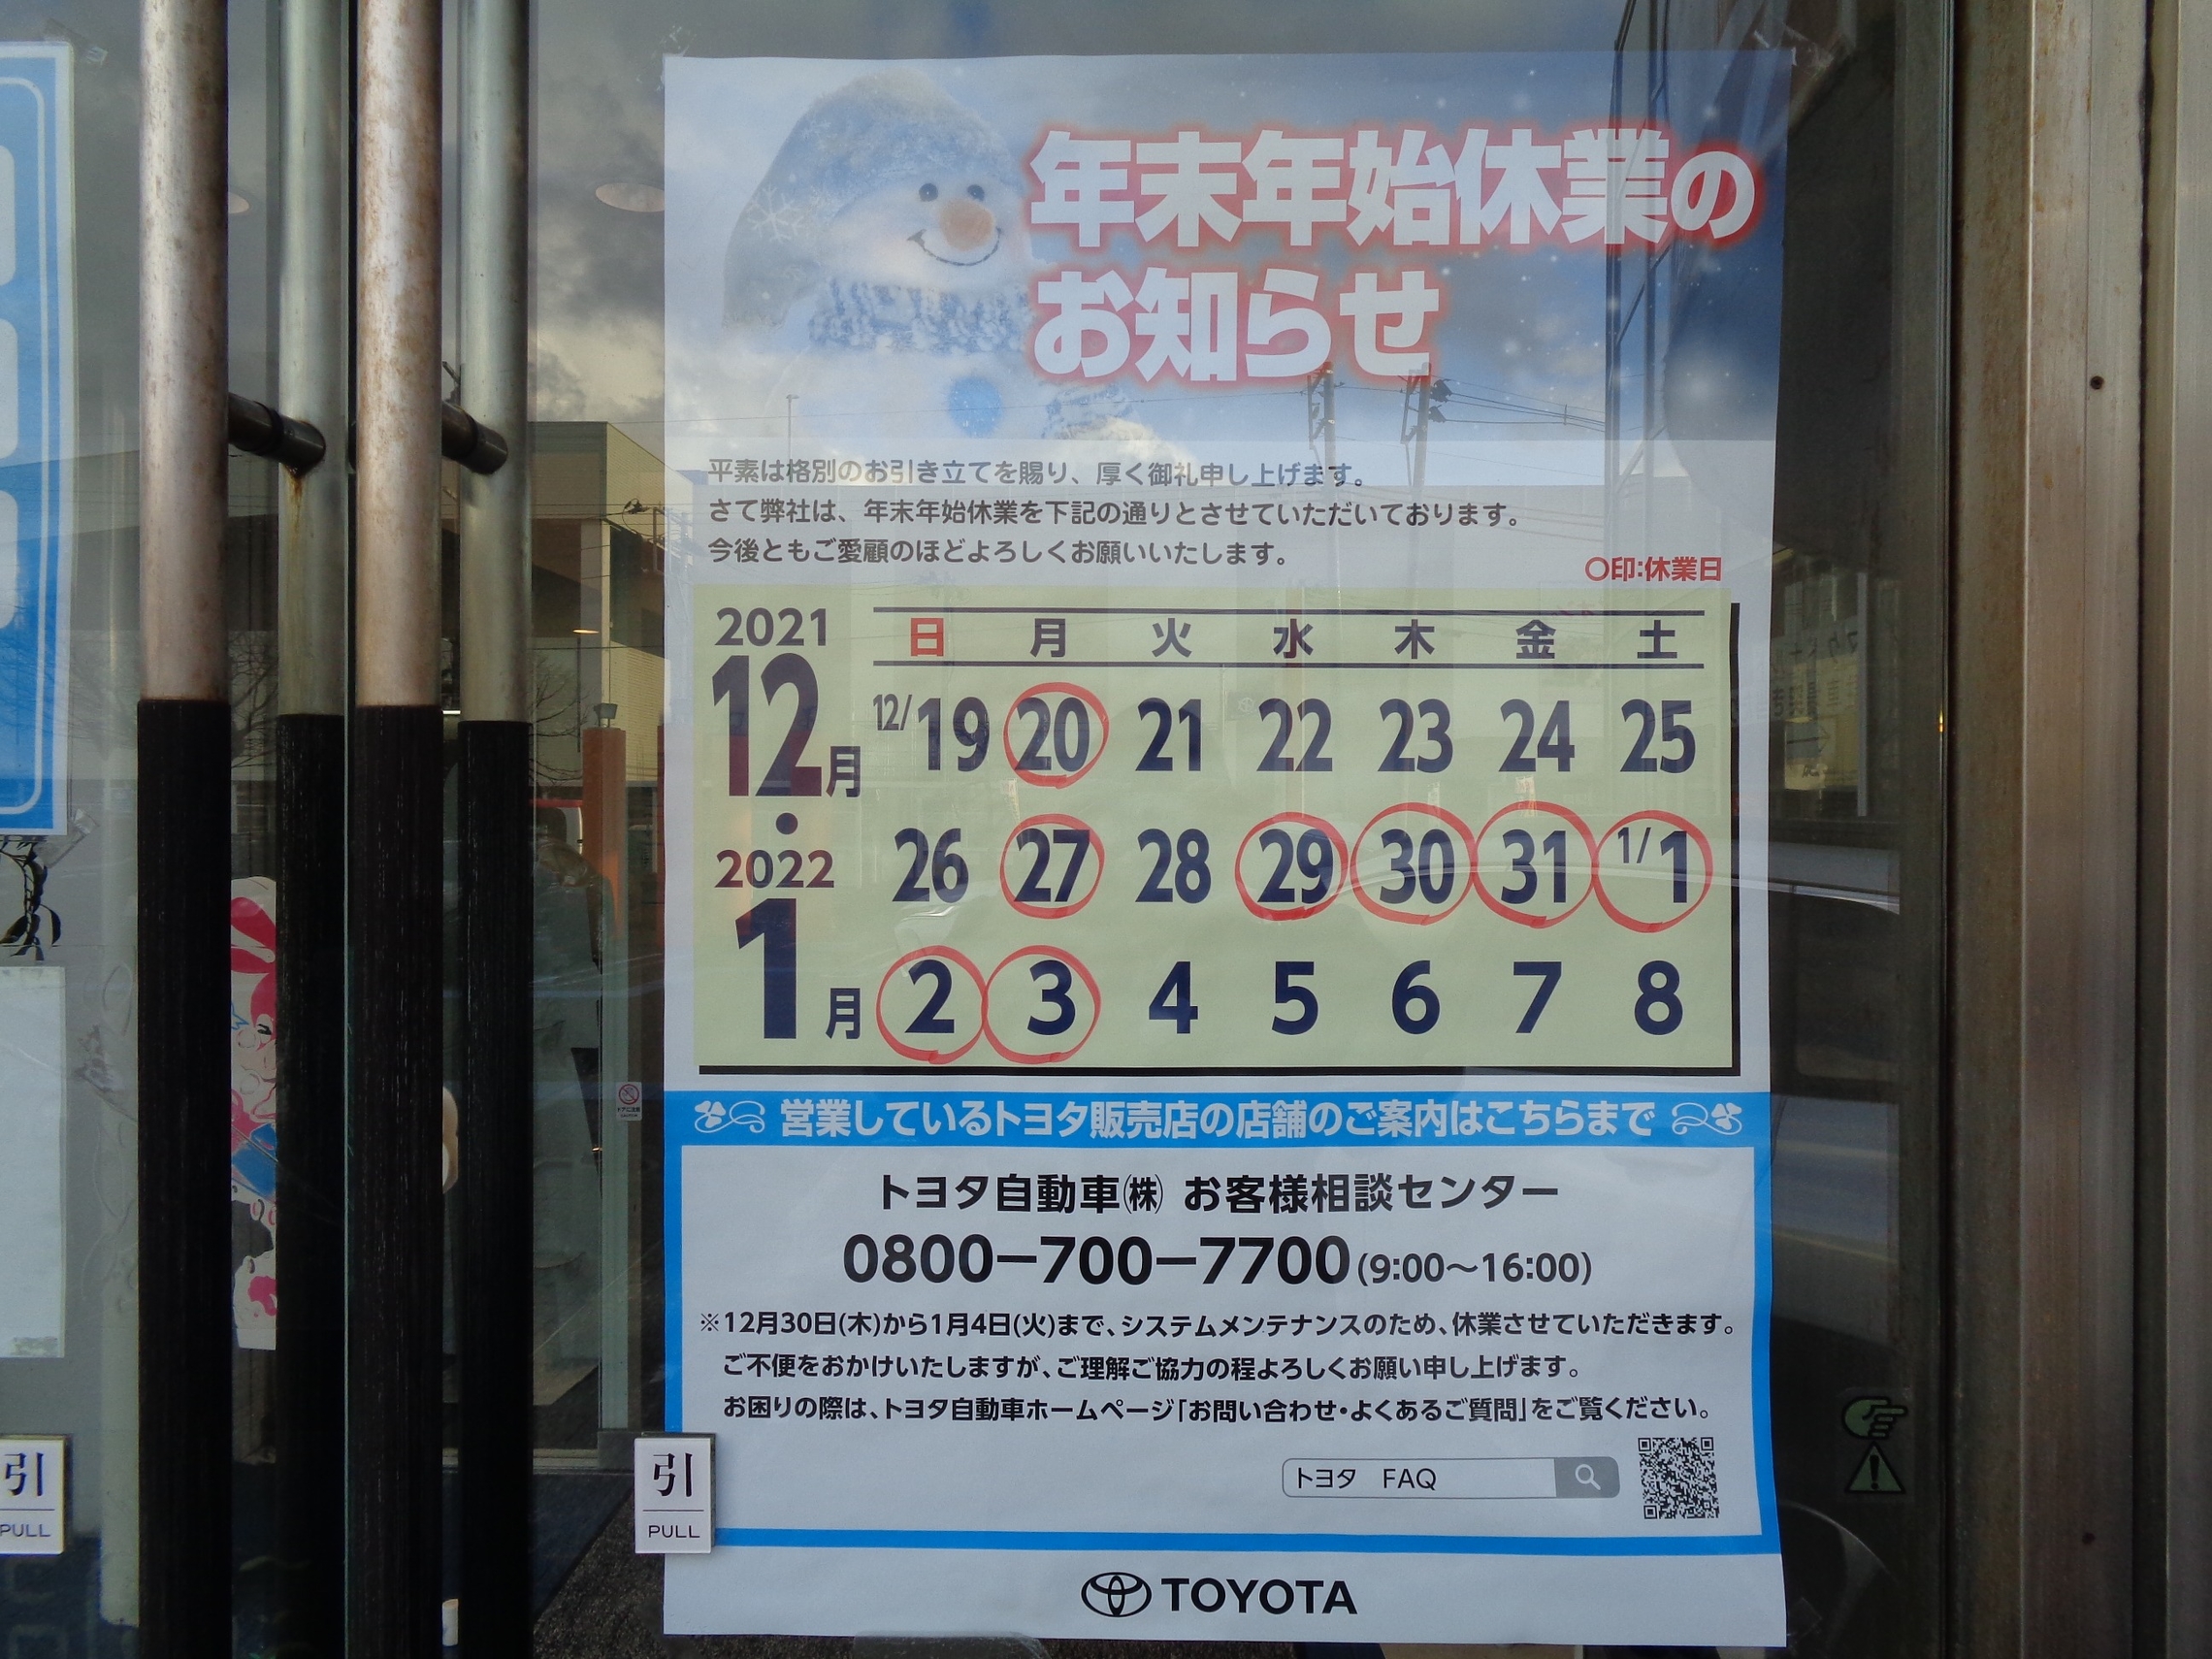 年末年始休業の
お知らせ
平素は格別のお引き立てを賜り、厚く御礼申し上げます。
さて弊社は、年末年始休業を下記の通りとさせていただいております。
今後ともご愛顧のほどよろしくお願いいたします。
〇印:休業日
2021
12月
・
2022
1月
日 月 火 水 木 金 土
12/19 20 21 22 23 24 25
26 27 28 29 30 31 1/1
2 3 4 5 6 7 8
営業しているトヨタ販売店の店舗のご案内はこちらまで
トヨタ自動車㈱ お客様相談センター
0800-700-7700(9:00〜16:00)
※12月30日(木)から1月4日(火)まで、システムメンテナンスのため、休業させていただきます。
ご不便をおかけいたしますが、ご理解ご協力の程よろしくお願い申し上げます。
お困りの際は、トヨタ自動車ホームページ「お問い合わせ・よくあるご質問」をご覧ください。
トヨタ FAQ
TOYOTA
引
PULL
引
PULL